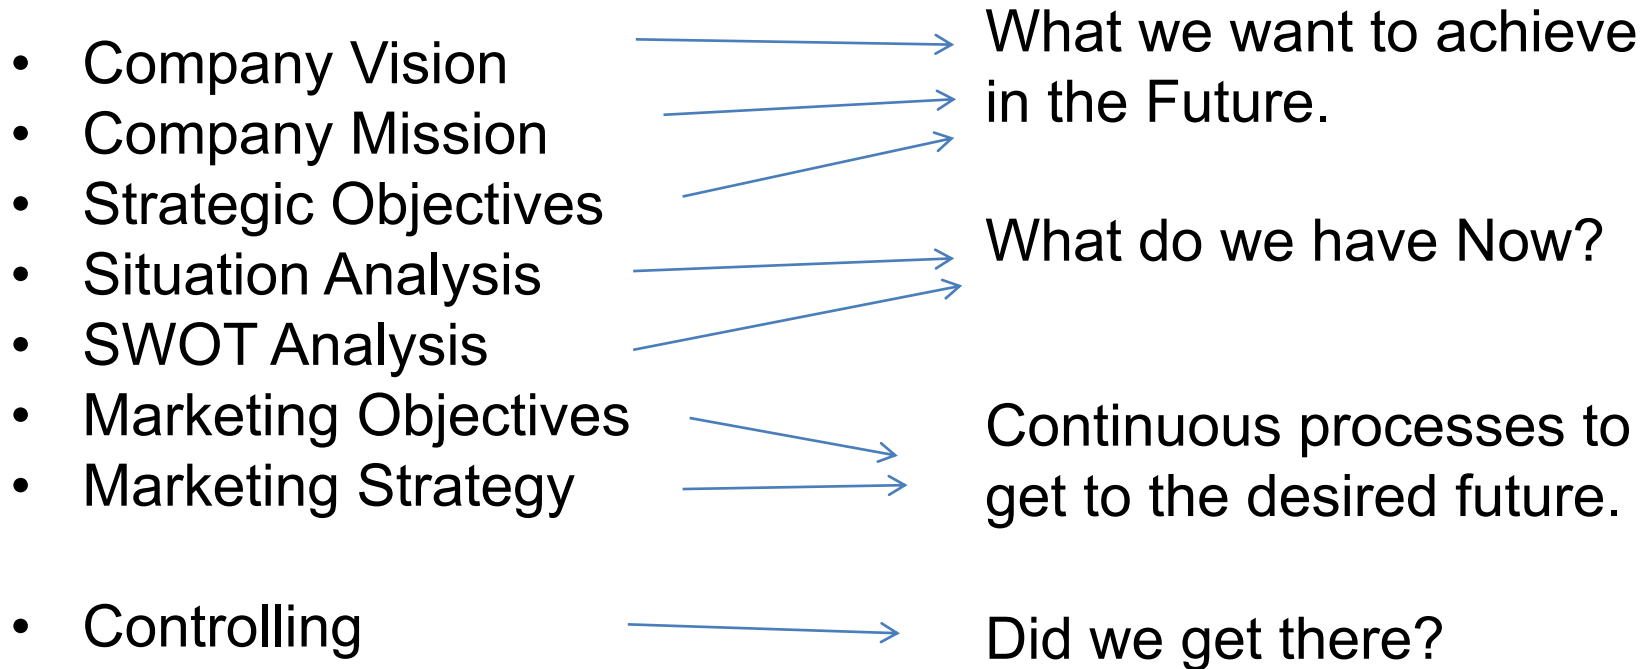 • Company Vision
• Company Mission
• Strategic Objectives
• Situation Analysis
• SWOT Analysis
• Marketing Objectives
• Marketing Strategy
• Controlling
What we want to achieve
in the Future.
What do we have Now?
Continuous processes to
get to the desired future.
Did we get there?